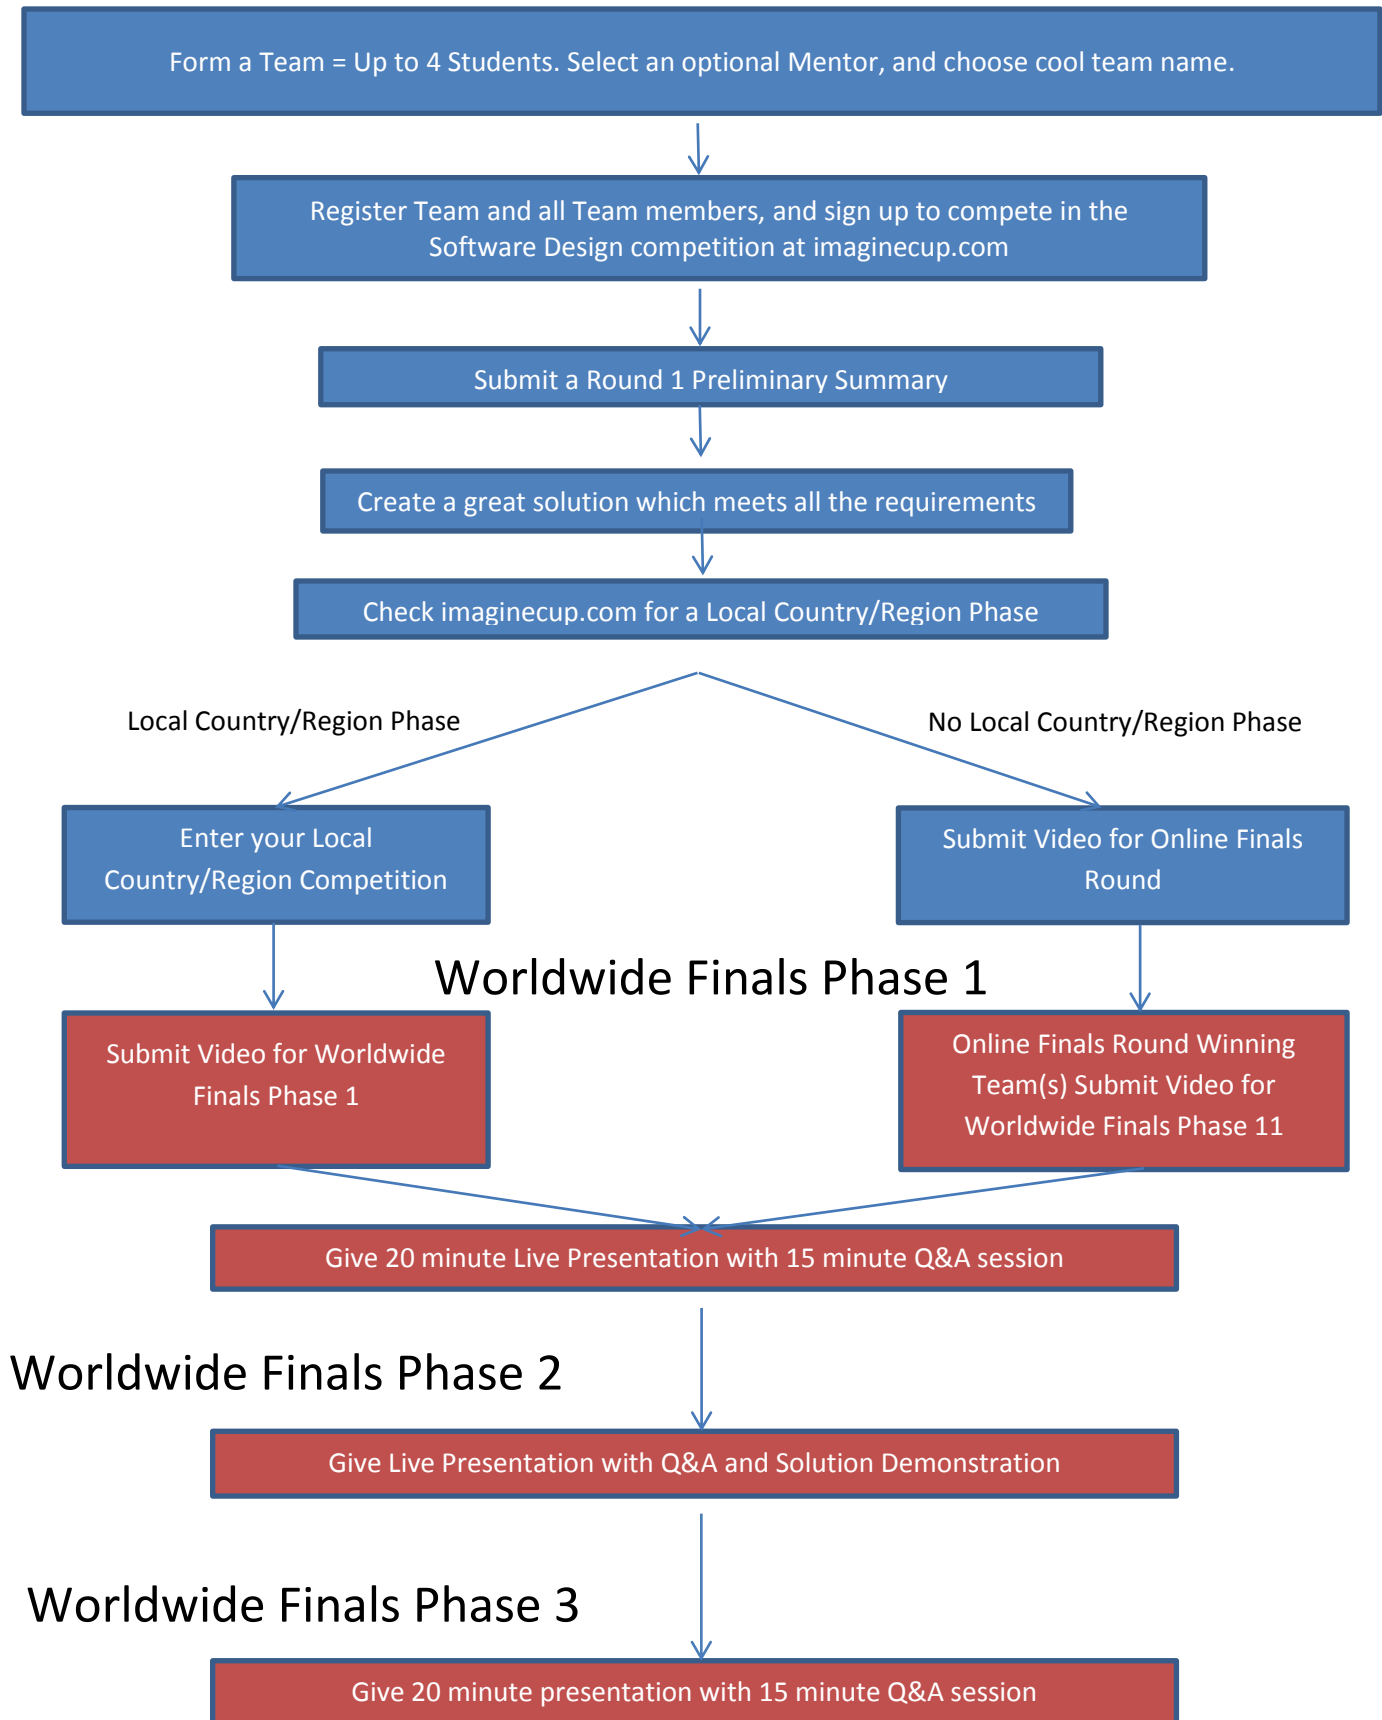 Form a Team = Up to 4 Students. Select an optional Mentor, and choose cool team name.
Register Team and all Team members, and sign up to compete in the
Software Design competition at imaginecup.com
Submit a Round 1 Preliminary Summary
Create a great solution which meets all the requirements
Check imaginecup.com for a Local Country/Region Phase
Local Country/Region Phase
No Local Country/Region Phase
Enter your Local
Country/Region Competition
Submit Video for Online Finals
Round
Worldwide Finals Phase 1
Submit Video for Worldwide
Finals Phase 1
Online Finals Round Winning
Team(s) Submit Video for
Worldwide Finals Phase 11
Give 20 minute Live Presentation with 15 minute Q&A session
Worldwide Finals Phase 2
Give Live Presentation with Q&A and Solution Demonstration
Worldwide Finals Phase 3
Give 20 minute presentation with 15 minute Q&A session